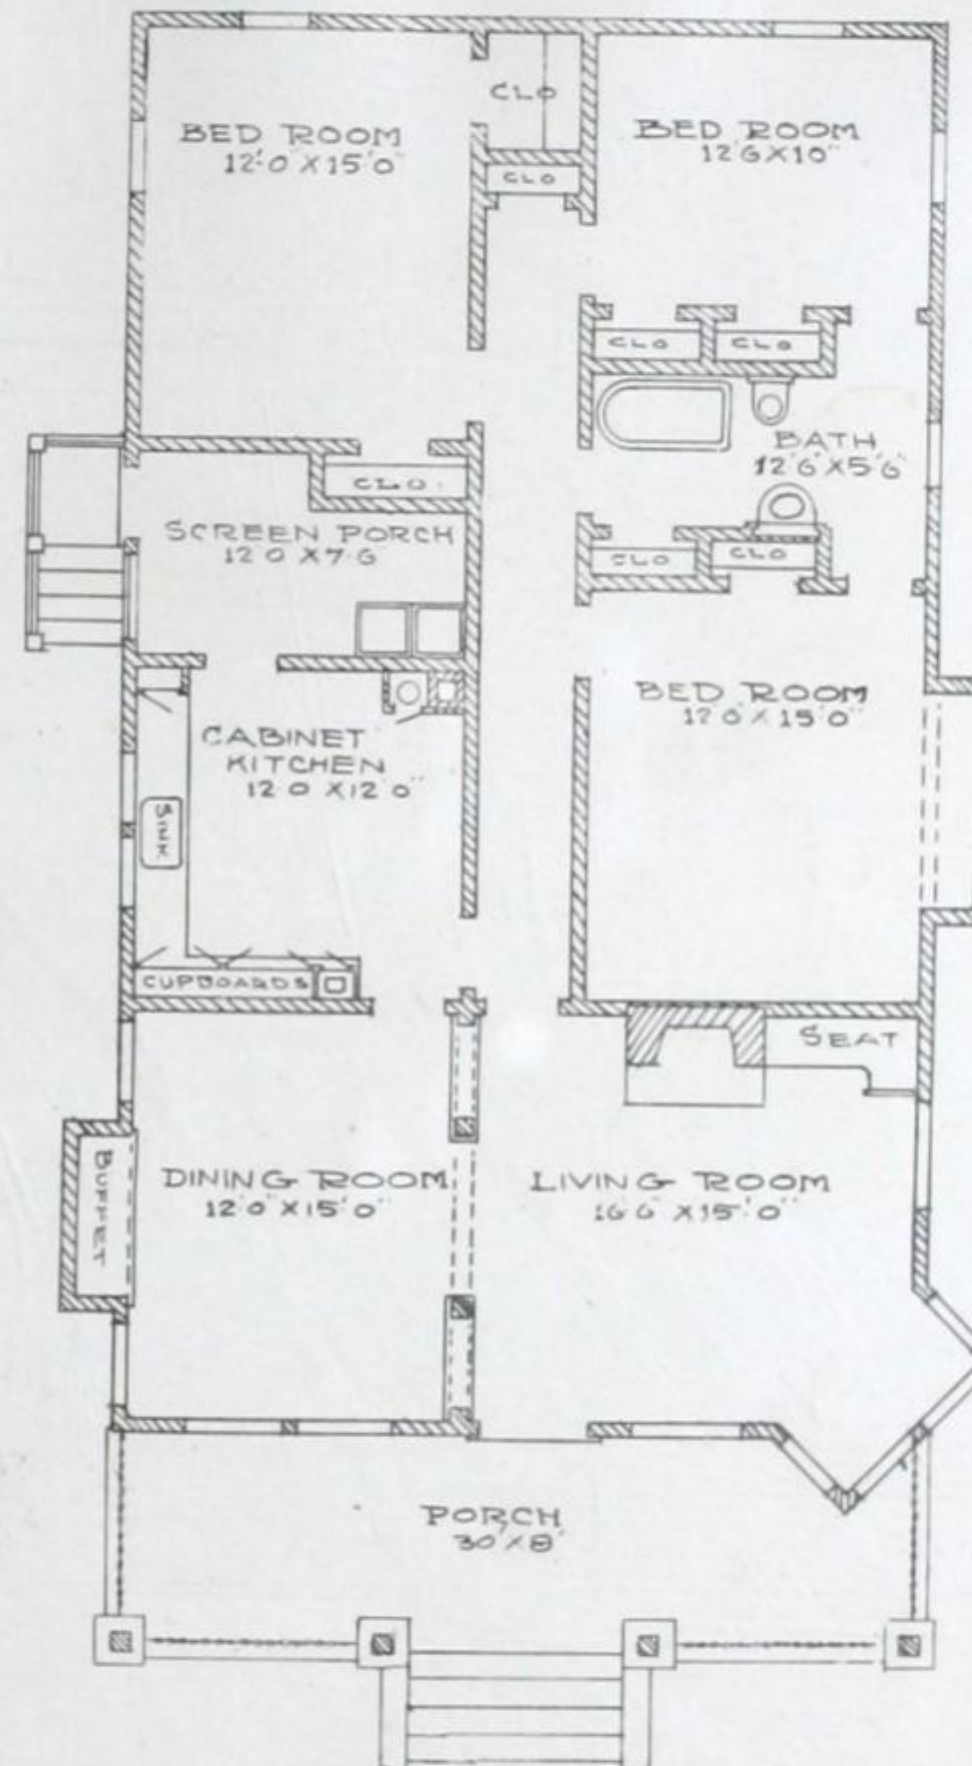 CLO
BED ROOM
12'0 X 15'0"
BED ROOM
12'6 X 10"
CLO
CLO
CLO
BATH
12'6 X 5'6"
CLO
SCREEN PORCH
12'0 X 7'6
CLO
CLO
BED ROOM
12'6 X 15'0"
CABINET
KITCHEN
12'0 X 12'0"
SINK
CUPBOARDS
SEAT
DINING ROOM
12'0" X 15'0"
LIVING ROOM
16'6" X 15'0"
BUFFET
PORCH
30' X 8'